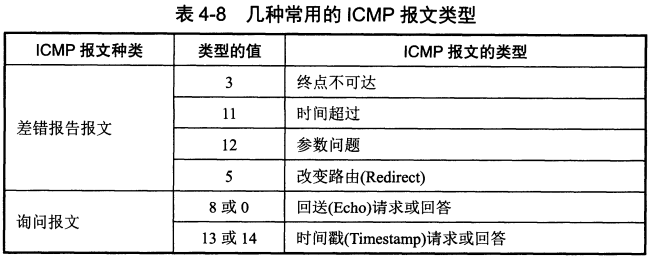 表 4-8 几种常用的 ICMP 报文类型
ICMP 报文种类 类型的值 ICMP 报文的类型
差错报告报文 3 终点不可达
11 时间超过
12 参数问题
5 改变路由(Redirect)
询问报文 8 或 0 回送(Echo)请求或回答
13 或 14 时间戳(Timestamp)请求或回答